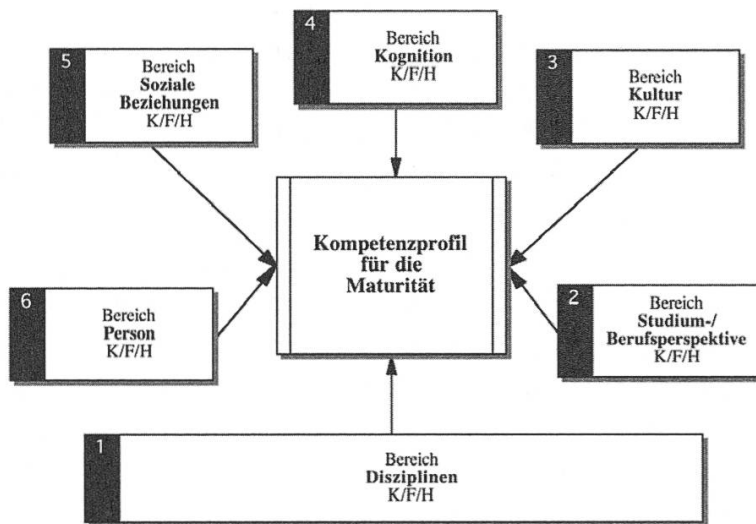 4
Bereich
Kognition
K/F/H
5
Bereich
Soziale
Beziehungen
K/F/H
3
Bereich
Kultur
K/F/H
Kompetenzprofil
für die
Maturität
6
Bereich
Person
K/F/H
2
Bereich
Studium-/
Berufsperspektive
K/F/H
1
Bereich
Disziplinen
K/F/H